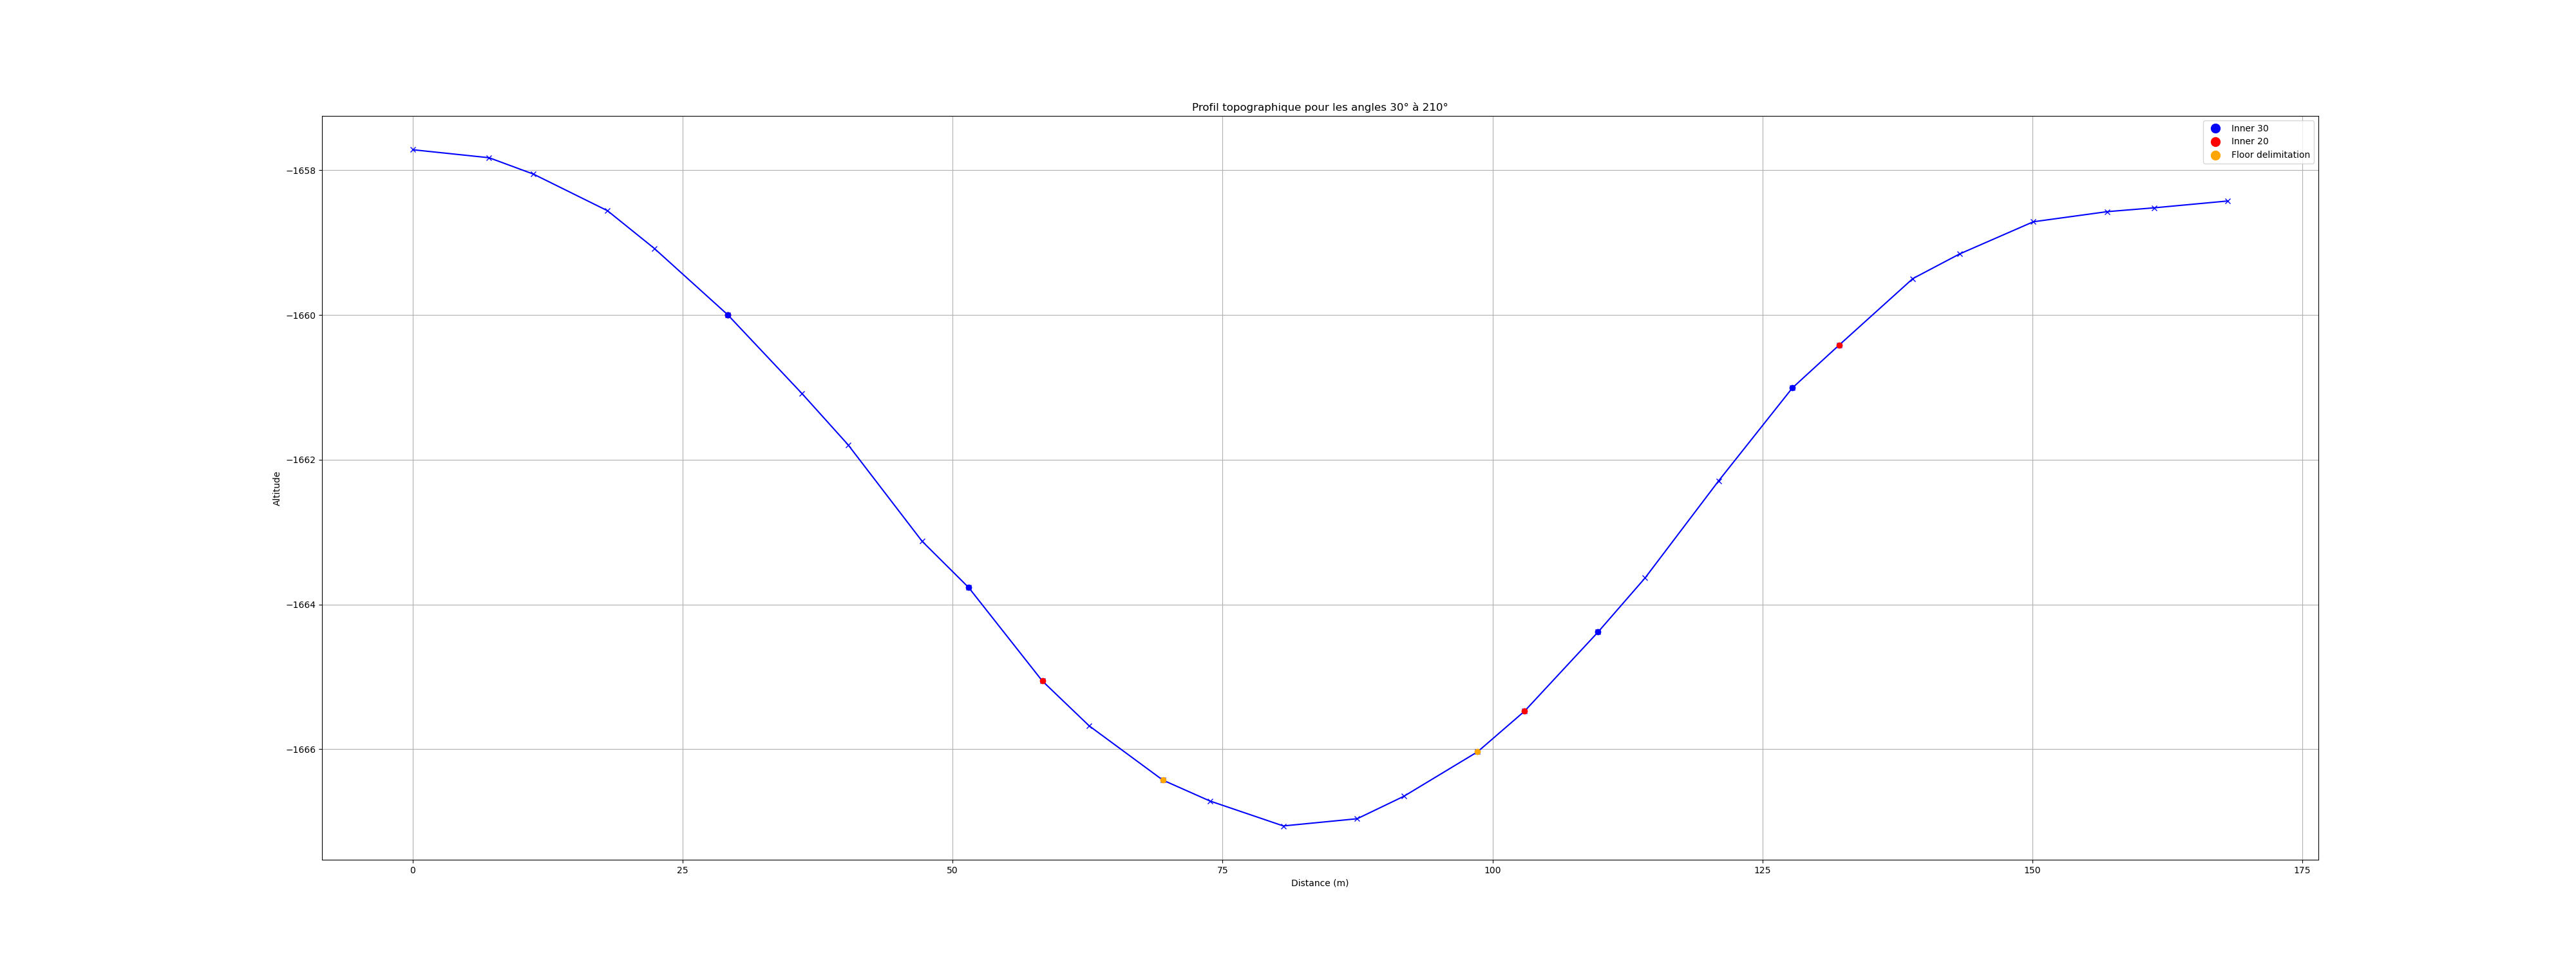 Profil topographique pour les angles 30° à 210°
Inner 30
Inner 20
Floor delimitation
−1658
−1660
−1662
−1664
−1666
Altitude
0 25 50 75 100 125 150 175
Distance (m)